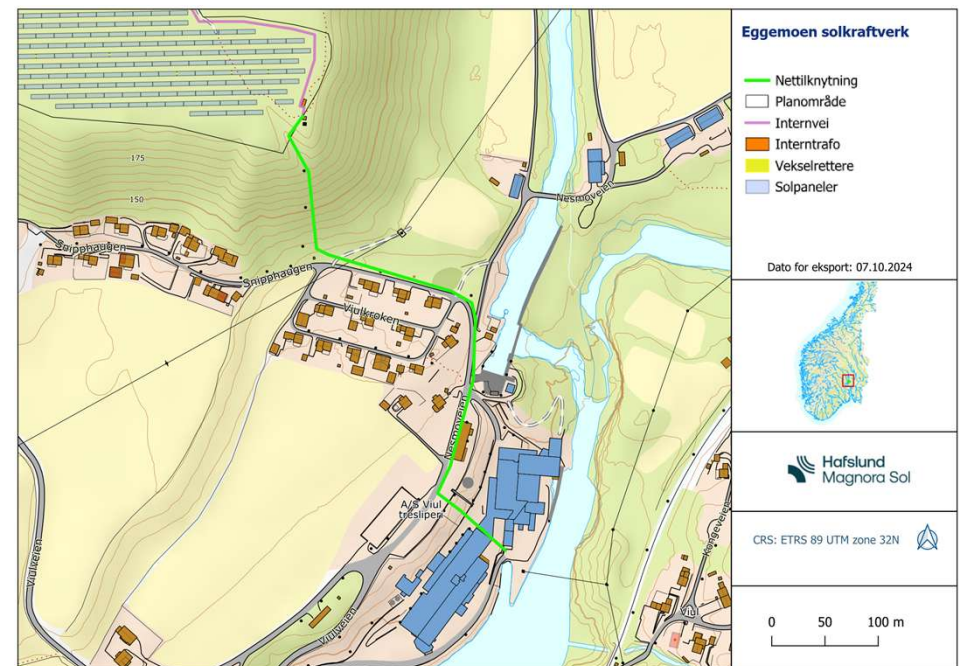 Eggemoen solkraftverk
Nettilknytning
Planområde
Internvei
Interntrafo
Vekselrettere
Solpaneler
Dato for eksport: 07.10.2024
Hafslund
Magnora Sol
CRS: ETRS 89 UTM zone 32N
0 50 100 m
175
150
Snipphaugen
Snipphaugen
Viulkroken
Nesmoveien
Nesmoveien
A/S Viul
tresliperi
Viulveien
Viulveien
Kongeveien
Viul